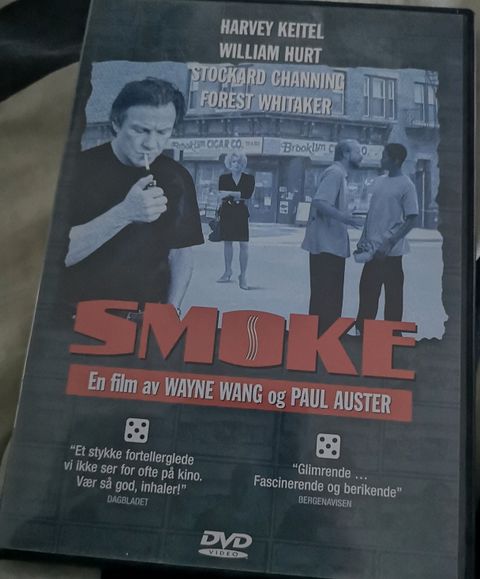 HARVEY KEITEL
WILLIAM HURT
STOCKARD CHANNING
FOREST WHITAKER
Brooklyn CIGAR CO.
Brooklyn C
CO.
SMOKE
En film av WAYNE WANG og PAUL AUSTER
"Et stykke fortellerglede
vi ikke ser for ofte på kino.
Vær så god, inhaler!"
DAGBLADET
"Glimrende ...
Fascinerende og berikende"
BERGENAVISEN
DVD
VIDEO